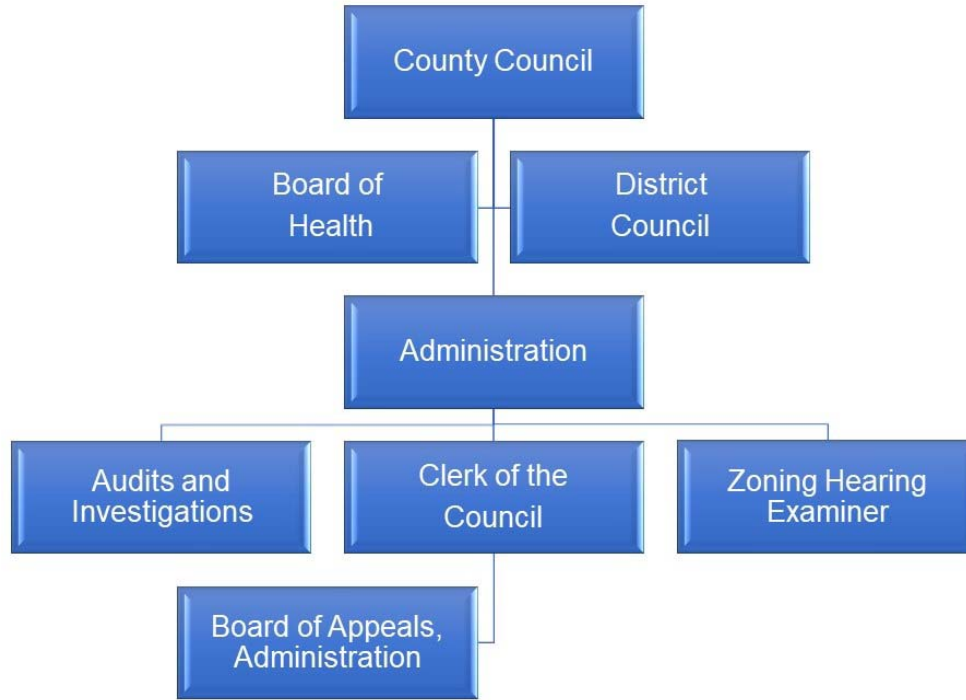 County Council
Board of
Health
District
Council
Administration
Audits and
Investigations
Clerk of the
Council
Zoning Hearing
Examiner
Board of Appeals,
Administration